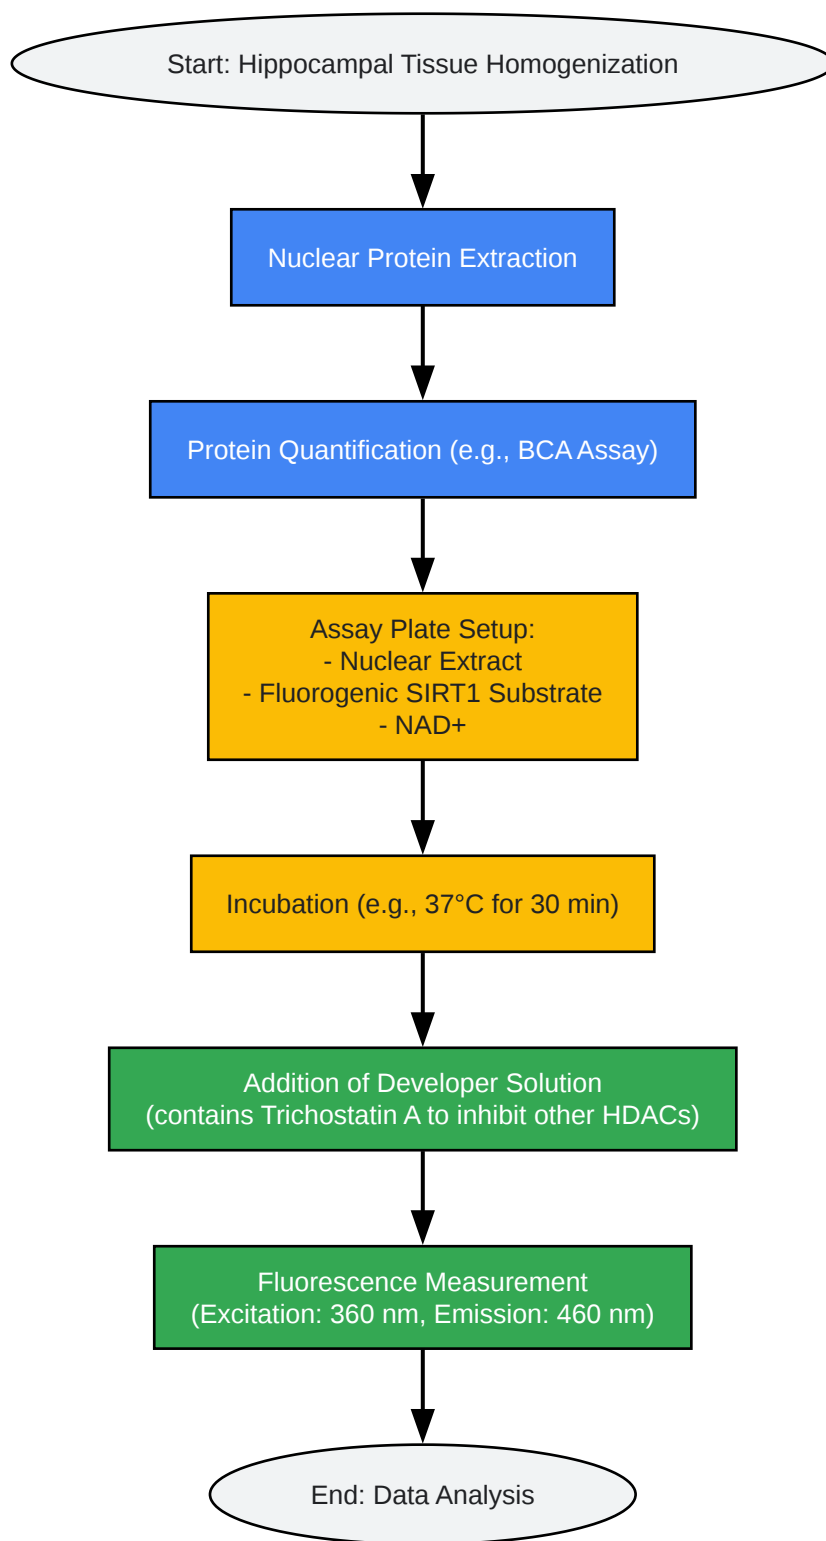 Start: Hippocampal Tissue Homogenization
Nuclear Protein Extraction
Protein Quantification (e.g., BCA Assay)
Assay Plate Setup:
- Nuclear Extract
- Fluorogenic SIRT1 Substrate
- NAD+
Incubation (e.g., 37°C for 30 min)
Addition of Developer Solution
(contains Trichostatin A to inhibit other HDACs)
Fluorescence Measurement
(Excitation: 360 nm, Emission: 460 nm)
End: Data Analysis